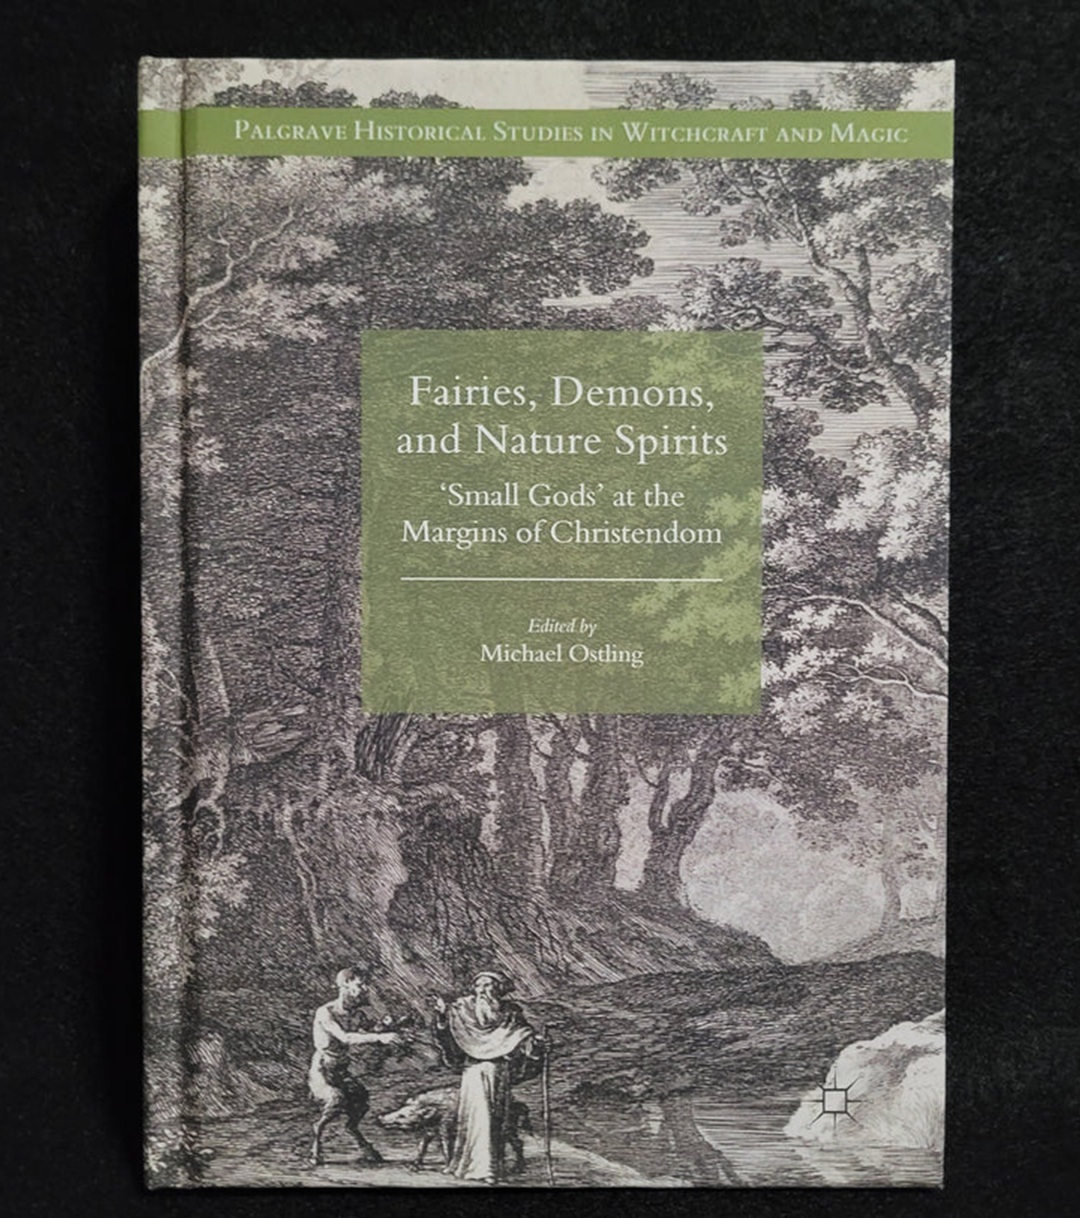 Palgrave Historical Studies in Witchcraft and Magic
Fairies, Demons,
and Nature Spirits
‘Small Gods’ at the
Margins of Christendom
Edited by
Michael Ostling